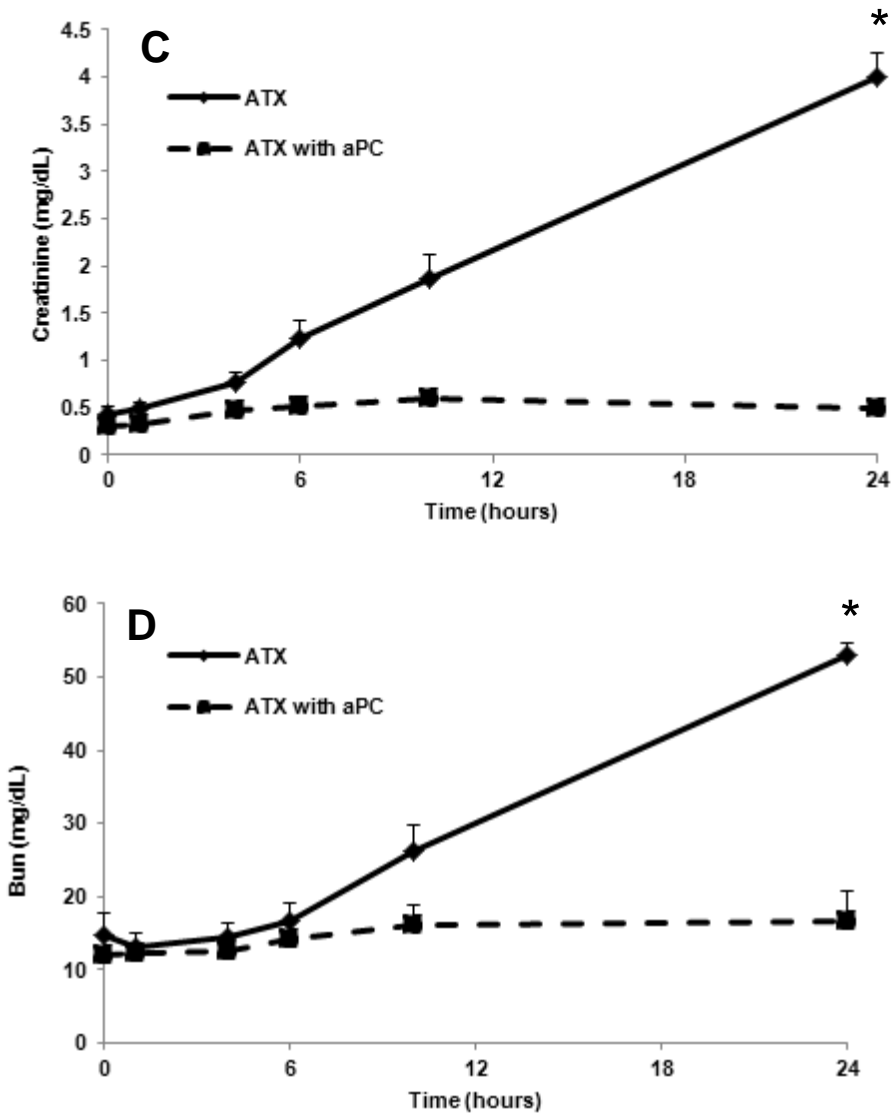 *
C
4.5
4
3.5
3
2.5
2
1.5
1
0.5
0
Creatinine (mg/dL)
ATX
ATX with aPC
0
6
12
18
24
Time (hours)
*
D
60
50
40
30
20
10
0
Bun (mg/dL)
ATX
ATX with aPC
0
6
12
18
24
Time (hours)